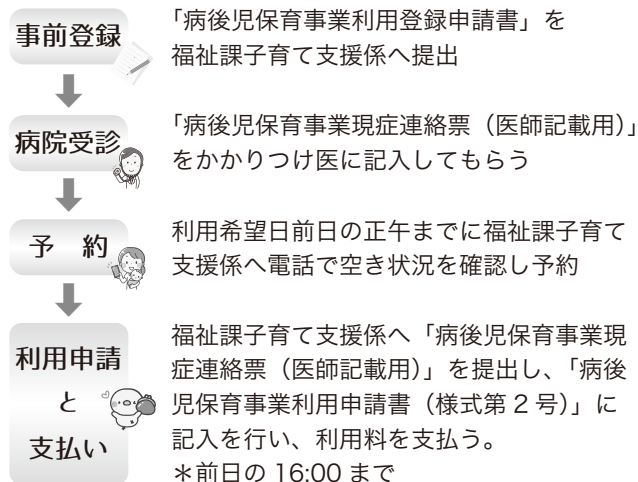 事前登録
「病後児保育事業利用登録申請書」を
福祉課子育て支援係へ提出
病院受診
「病後児保育事業現症連絡票（医師記載用）」
をかかりつけ医に記入してもらう
予　約
利用希望日前日の正午までに福祉課子育て
支援係へ電話で空き状況を確認し予約
利用申請
と
支払い
福祉課子育て支援係へ「病後児保育事業現
症連絡票（医師記載用）」を提出し、「病後
児保育事業利用申請書（様式第２号）」に
記入を行い、利用料を支払う。
＊前日の 16:00 まで